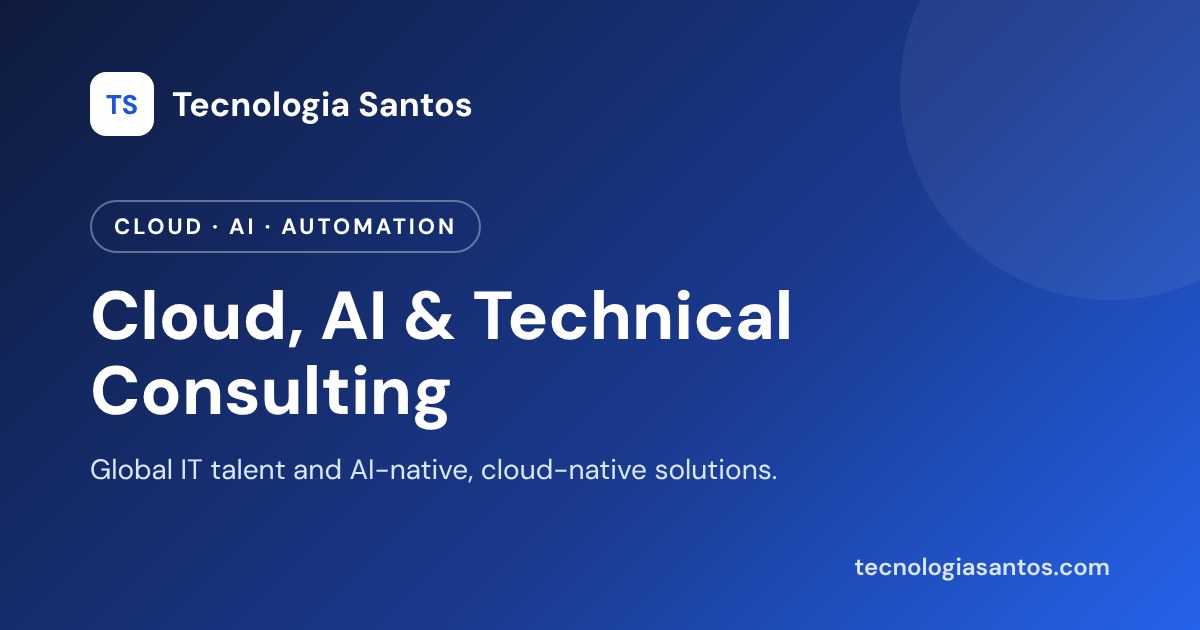 TS
Tecnologia Santos
CLOUD · AI · AUTOMATION
Cloud, AI & Technical
Consulting
Global IT talent and AI-native, cloud-native solutions.
tecnologiasantos.com